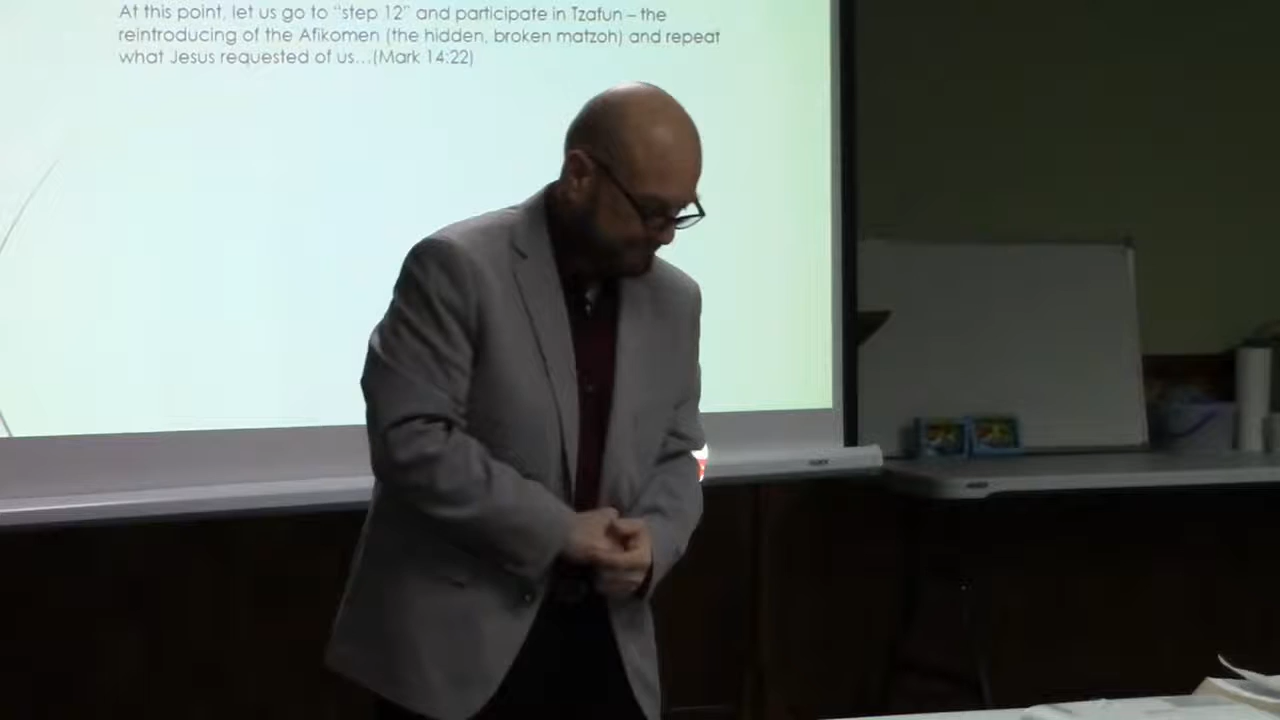 At this point, let us go to “step 12” and participate in Tzafun – the
reintroducing of the Afikomen (the hidden, broken matzoh) and repeat
what Jesus requested of us...(Mark 14:22)